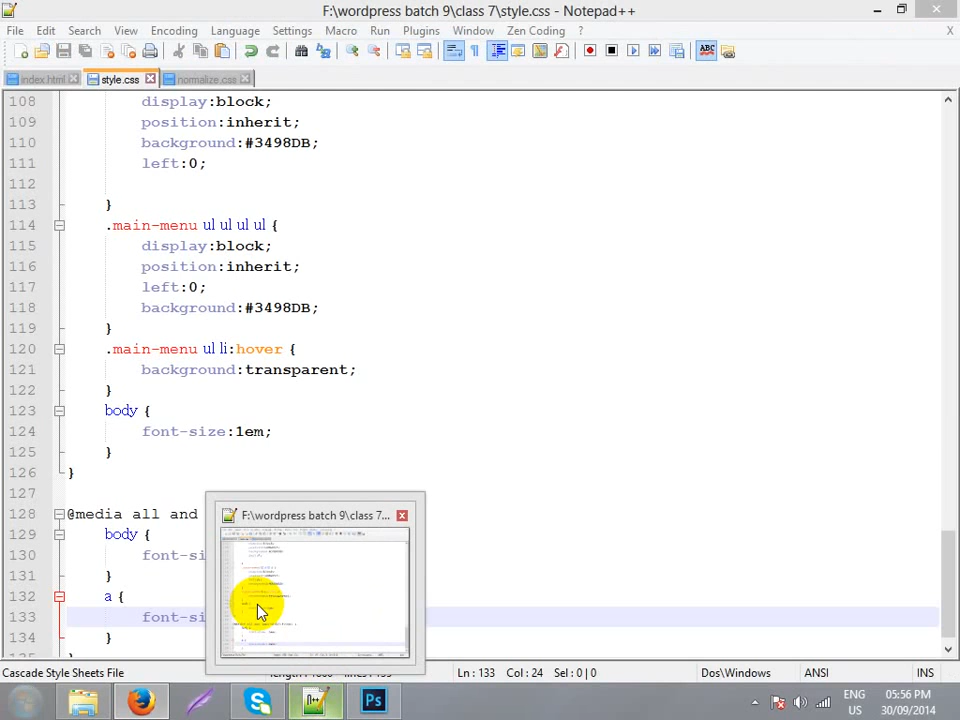 F:\wordpress batch 9\class 7\style.css - Notepad++
File Edit Search View Encoding Language Settings Macro Run Plugins Window Zen Coding ? X
index.html style.css normalize.css
108 display:block;
109 position:inherit;
110 background:#3498DB;
111 left:0;
112
113 }
114 .main-menu ul ul ul ul {
115 display:block;
116 position:inherit;
117 left:0;
118 background:#3498DB;
119 }
120 .main-menu ul li:hover {
121 background:transparent;
122 }
123 body {
124 font-size:1em;
125 }
126 }
127
128 @media all and
129 body {
130 font-si
131 }
132 a {
133 font-si
134 }
F:\wordpress batch 9\class 7...
Cascade Style Sheets File Ln : 133 Col : 24 Sel : 0 | 0 Dos\Windows ANSI INS
ENG
US
05:56 PM
30/09/2014